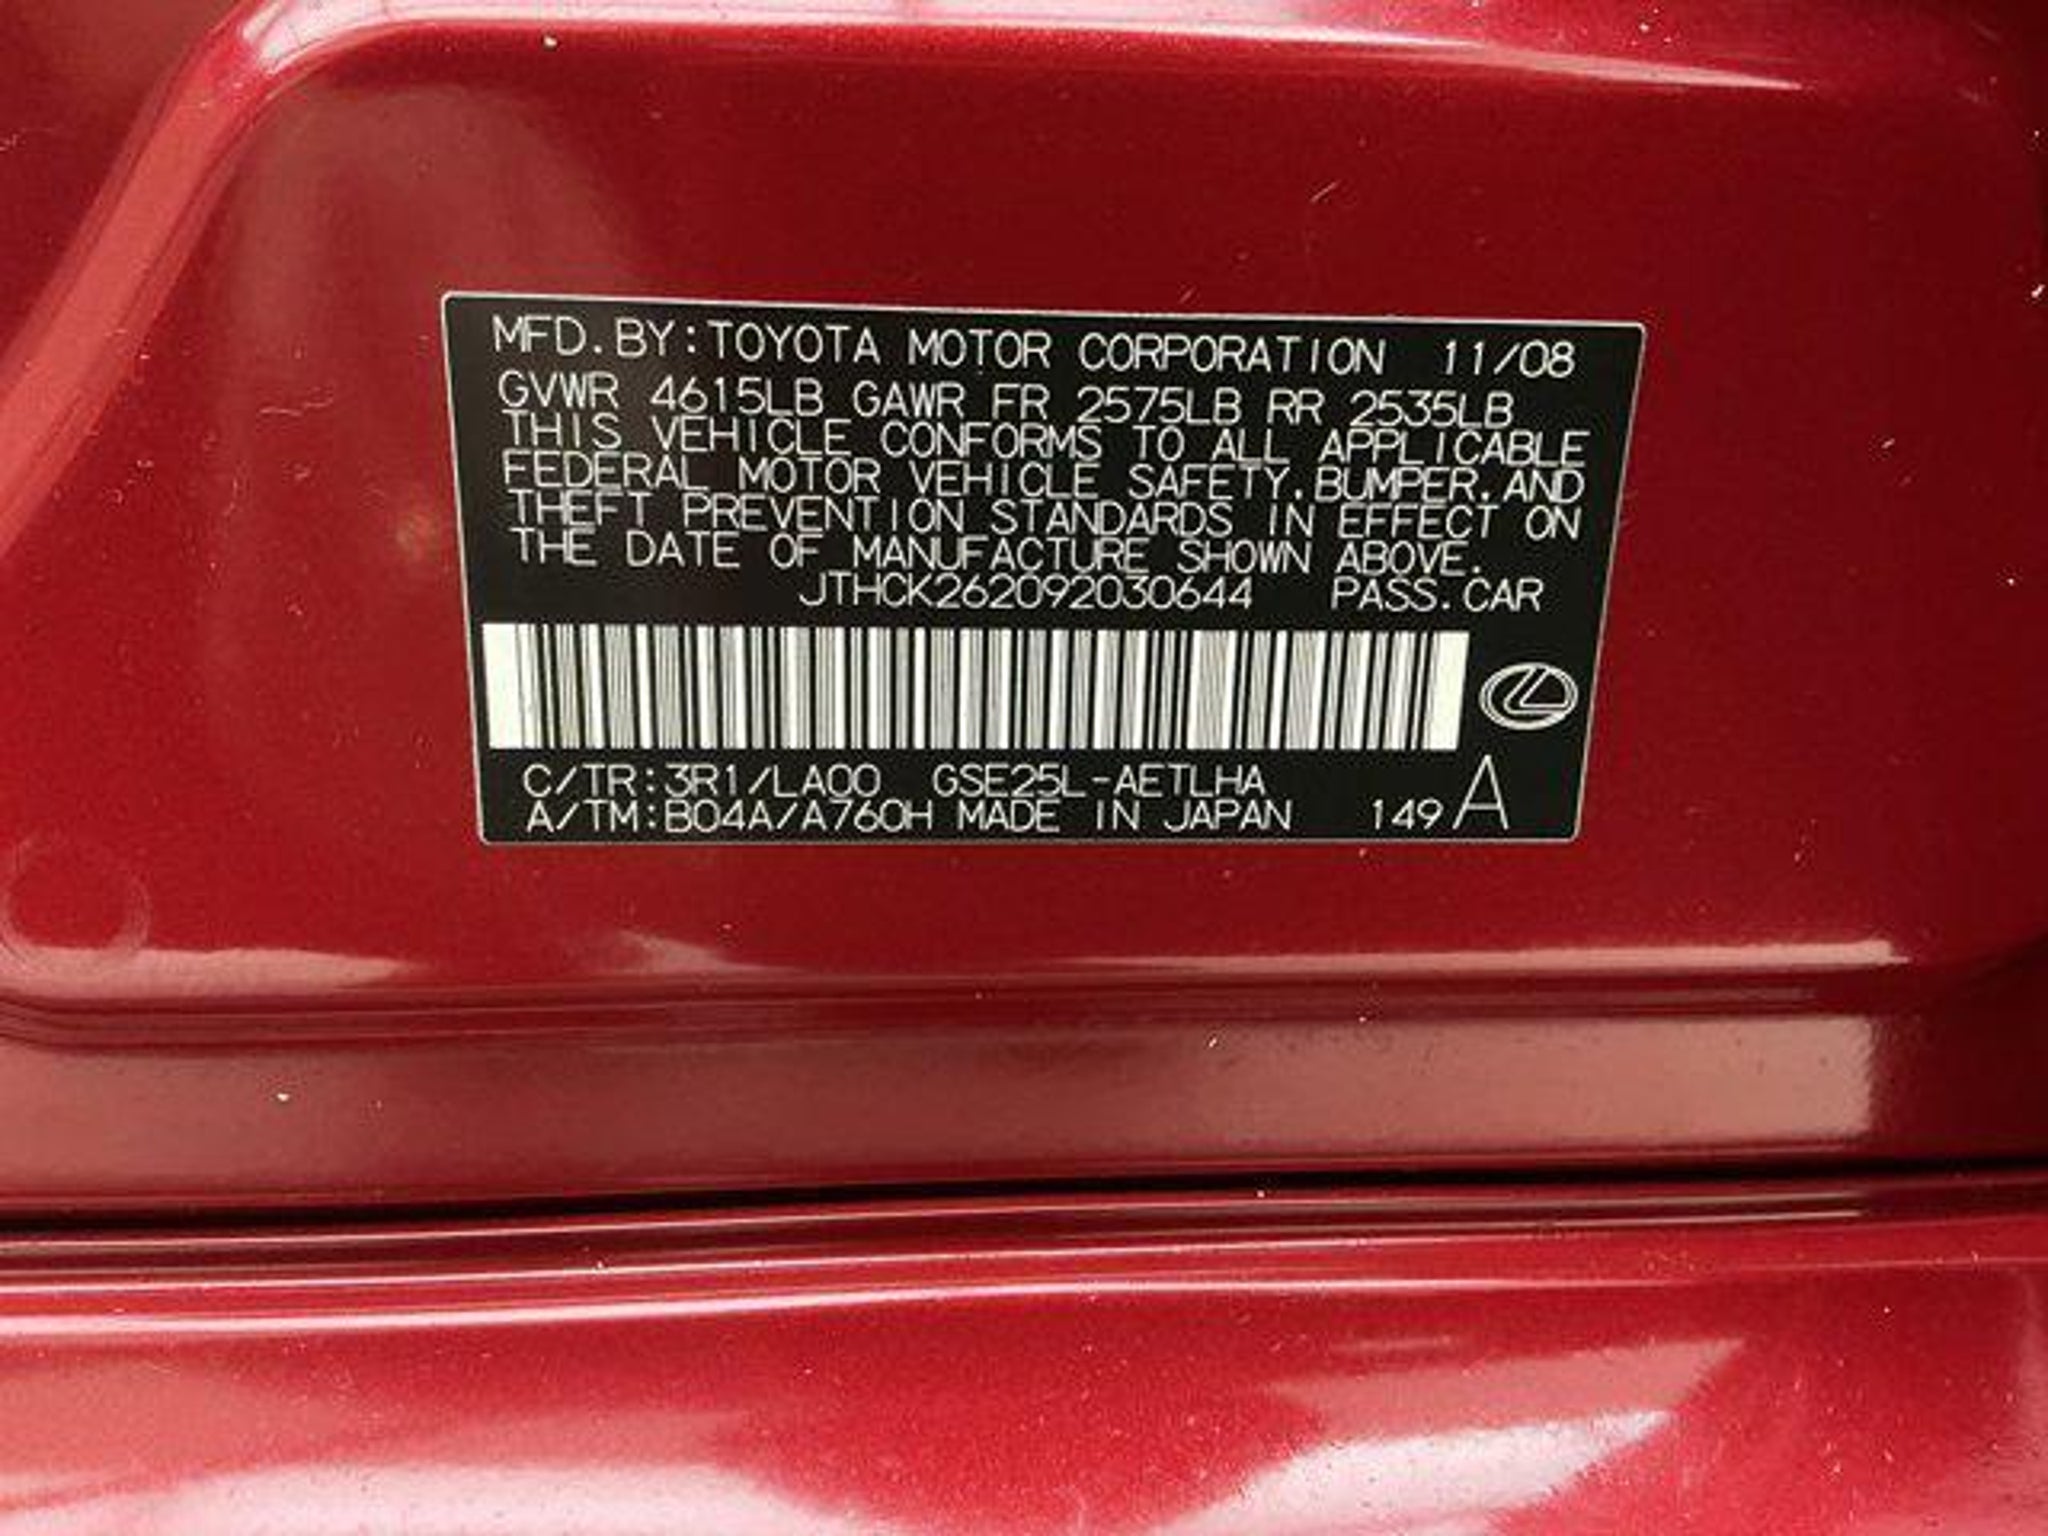 MFD.BY:TOYOTA MOTOR CORPORATION 11/08
GVWR 4615LB GAWR FR 2575LB RR 2535LB
THIS VEHICLE CONFORMS TO ALL APPLICABLE
FEDERAL MOTOR VEHICLE SAFETY.BUMPER.AND
THEFT PREVENTION STANDARDS IN EFFECT ON
THE DATE OF MANUFACTURE SHOWN ABOVE.
JTHCK262092030644 PASS.CAR
C/TR:3R1/LA00 GSE25L-AETLHA
A/TM:B04A/A760H MADE IN JAPAN 149 A